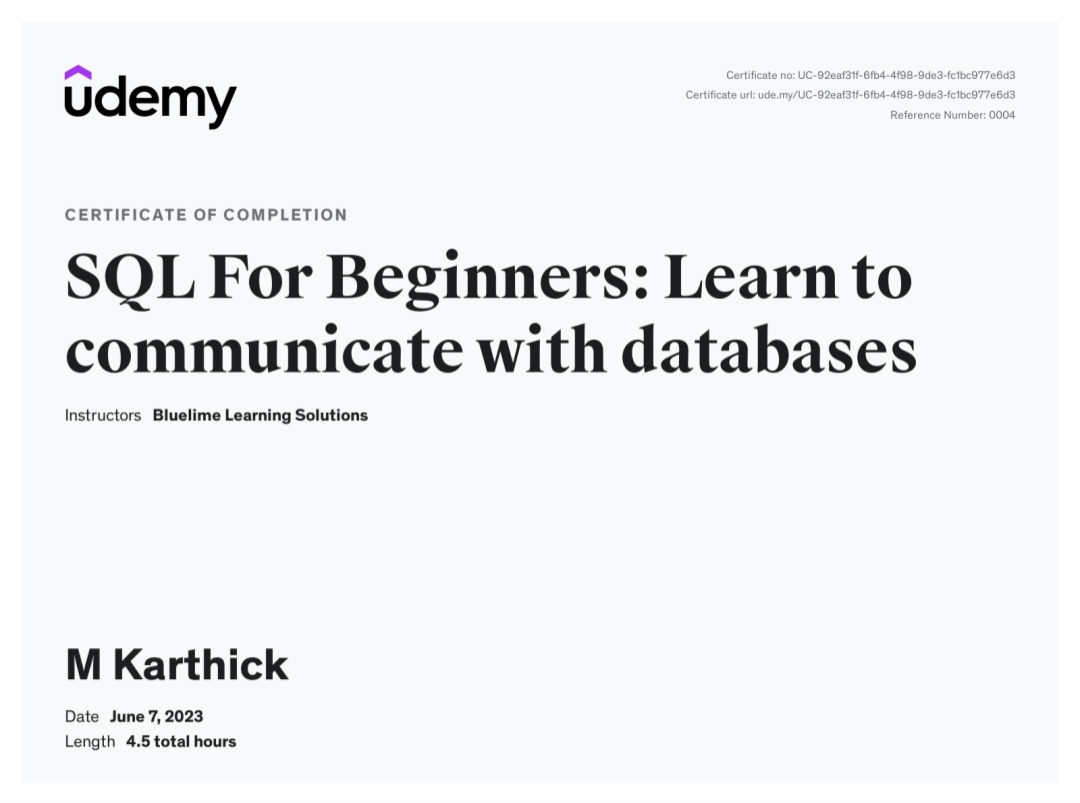 udemy
Certificate no: UC-92eaf31f-6fb4-4f98-9de3-fc1bc977e6d3
Certificate url: ude.my/UC-92eaf31f-6fb4-4f98-9de3-fc1bc977e6d3
Reference Number: 0004
CERTIFICATE OF COMPLETION
SQL For Beginners: Learn to
communicate with databases
Instructors Bluelime Learning Solutions
M Karthick
Date June 7, 2023
Length 4.5 total hours